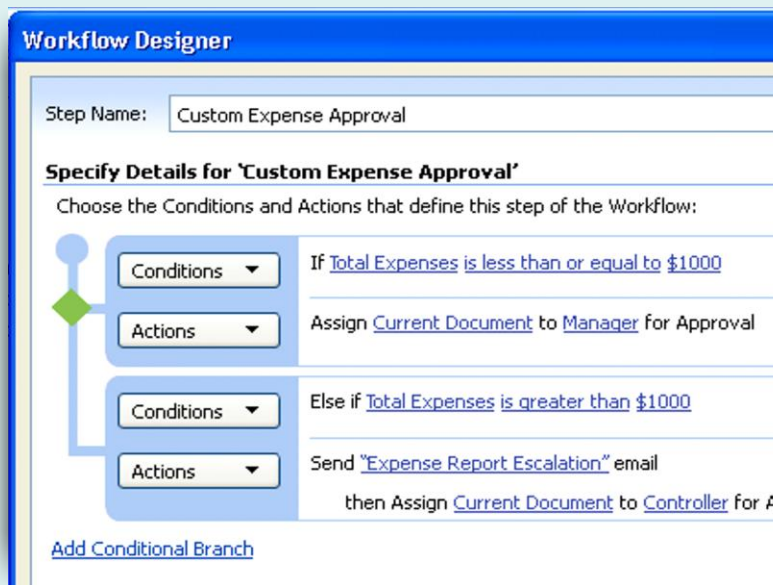 Workflow Designer
Step Name: Custom Expense Approval
Specify Details for 'Custom Expense Approval'
Choose the Conditions and Actions that define this step of the Workflow:
Conditions If Total Expenses is less than or equal to $1000
Actions Assign Current Document to Manager for Approval
Conditions Else if Total Expenses is greater than $1000
Actions Send "Expense Report Escalation" email
then Assign Current Document to Controller for A
Add Conditional Branch